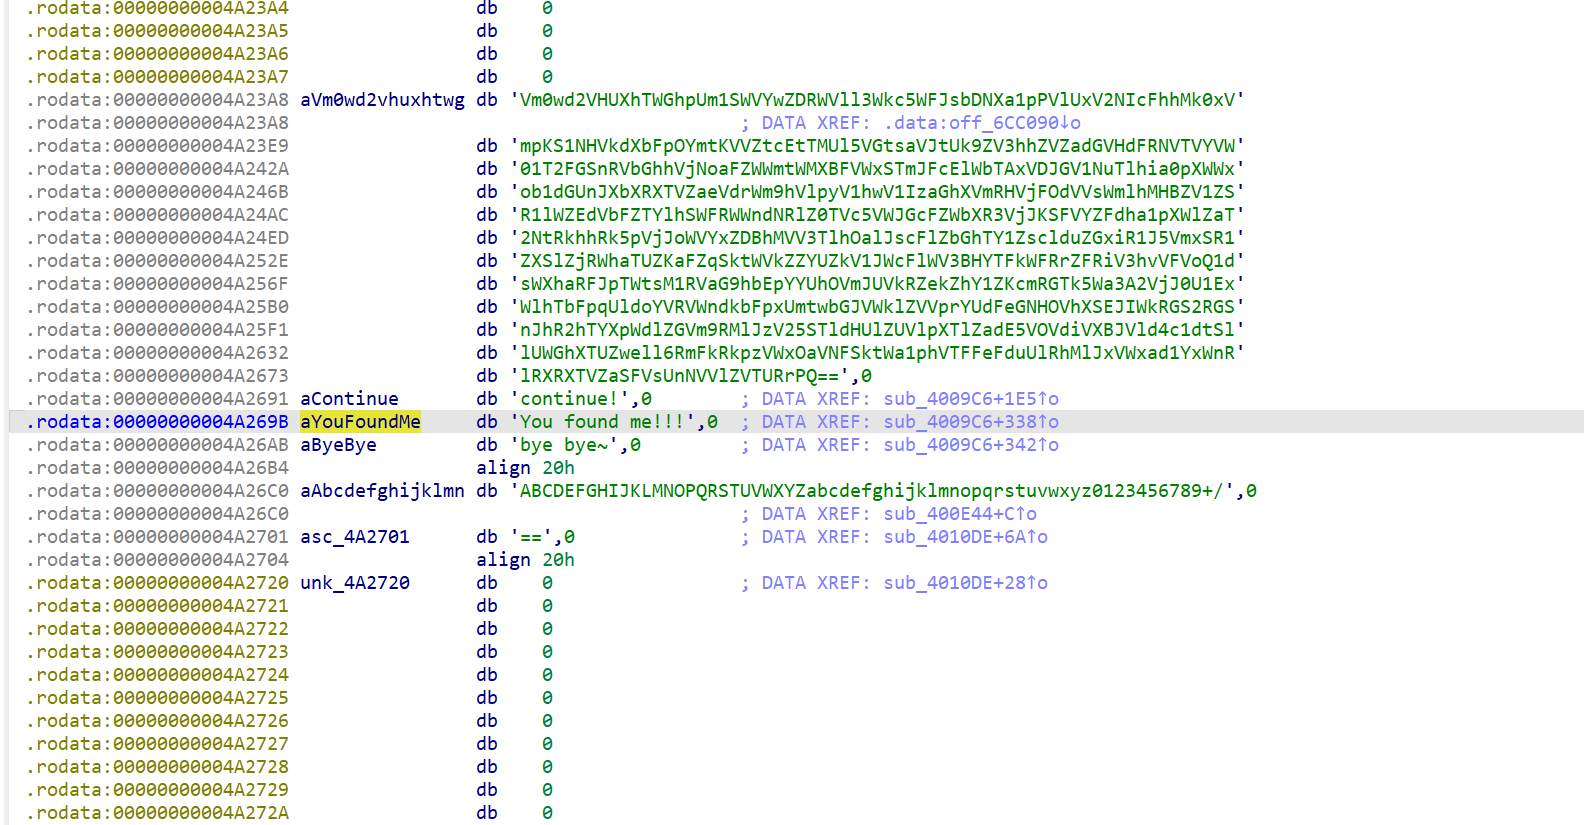 .rodata:00000000004A23A4 db 0
.rodata:00000000004A23A5 db 0
.rodata:00000000004A23A6 db 0
.rodata:00000000004A23A7 db 0
.rodata:00000000004A23A8 aVm0wd2vhuxhtwg db 'Vm0wd2VHUXhTWGhpUm1SWVYwZDRWVll3Wkc5WFJsbDNXa1pPVlUxV2NIcFhhMk0xV'
.rodata:00000000004A23A8 ; DATA XREF: .data:off_6CC090↓o
.rodata:00000000004A23E9 db 'mpKS1NHVkdXbFpOYmtKVVZtcEtTMUl5VGtsaVJtUk9ZV3hhZVZadGVHdFRNVTVYVW'
.rodata:00000000004A242A db '01T2FGSnRVbGhhVjNoaFZWWmtWMXBFVWxSTmJFcElWbTAxVDJGV1NuTlhia0pXWWx'
.rodata:00000000004A246B db 'ob1dGUnJXbXRXTVZaeVdrWm9hVlpyV1hwV1IzaGhXVmRHVjFOdVVsWmlhMHBZV1ZS'
.rodata:00000000004A24AC db 'R1lWZEdVbFZTYlhSWFRWWndNRlZ0TVc5VWJGcFZWbXR3VjJKSFVYZFdha1pXWlZaT'
.rodata:00000000004A24ED db '2NtRkhhRk5pVjJoWVYxZDBhMVV3TlhOalJscFlZbGhTY1ZsclduZGxiR1J5VmxSR1'
.rodata:00000000004A252E db 'ZXSlZjRWhaTUZKaFZqSktWVkZZYUZkV1JWcFlWV3BHYTFkWFRrZFRiV3hvVFVoQ1d'
.rodata:00000000004A256F db 'sWXhaRFJpTWtsM1RVaG9hbEpYYUhOVmJUVkRZekZhY1ZKcmRGTk5Wa3A2VjJ0U1Ex'
.rodata:00000000004A25B0 db 'WlhTbFpqUldoYVRVWndkbFpxUmtwbGJVWklZVVprYUdFeGNHOVhXSEJIWkRGS2RGS'
.rodata:00000000004A25F1 db 'nJhR2hTYXpWdlZGVm9RMlJzV25STldHUlZUVlpXTlZadE5VOVdiVXBJVld4c1dtSl'
.rodata:00000000004A2632 db 'lUWGhXTUZwell6RmFkRkpzVWxOaVNFSktWa1phVTFFeFduUlRhMlJxVWxad1YxWnR'
.rodata:00000000004A2673 db 'lRXRXTVZaSFVsUnNVVlZVTURrPQ==',0
.rodata:00000000004A2691 aContinue db 'continue!',0 ; DATA XREF: sub_4009C6+1E5↑o
.rodata:00000000004A269B aYouFoundMe db 'You found me!!!',0 ; DATA XREF: sub_4009C6+338↑o
.rodata:00000000004A26AB aByeBye db 'bye bye~',0 ; DATA XREF: sub_4009C6+342↑o
.rodata:00000000004A26B4 align 20h
.rodata:00000000004A26C0 aAbcdefghijklmn db 'ABCDEFGHIJKLMNOPQRSTUVWXYZabcdefghijklmnopqrstuvwxyz0123456789+/',0
.rodata:00000000004A26C0 ; DATA XREF: sub_400E44+C↑o
.rodata:00000000004A2701 asc_4A2701 db '==',0 ; DATA XREF: sub_4010DE+6A↑o
.rodata:00000000004A2704 align 20h
.rodata:00000000004A2720 unk_4A2720 db 0 ; DATA XREF: sub_4010DE+28↑o
.rodata:00000000004A2721 db 0
.rodata:00000000004A2722 db 0
.rodata:00000000004A2723 db 0
.rodata:00000000004A2724 db 0
.rodata:00000000004A2725 db 0
.rodata:00000000004A2726 db 0
.rodata:00000000004A2727 db 0
.rodata:00000000004A2728 db 0
.rodata:00000000004A2729 db 0
.rodata:00000000004A272A db 0